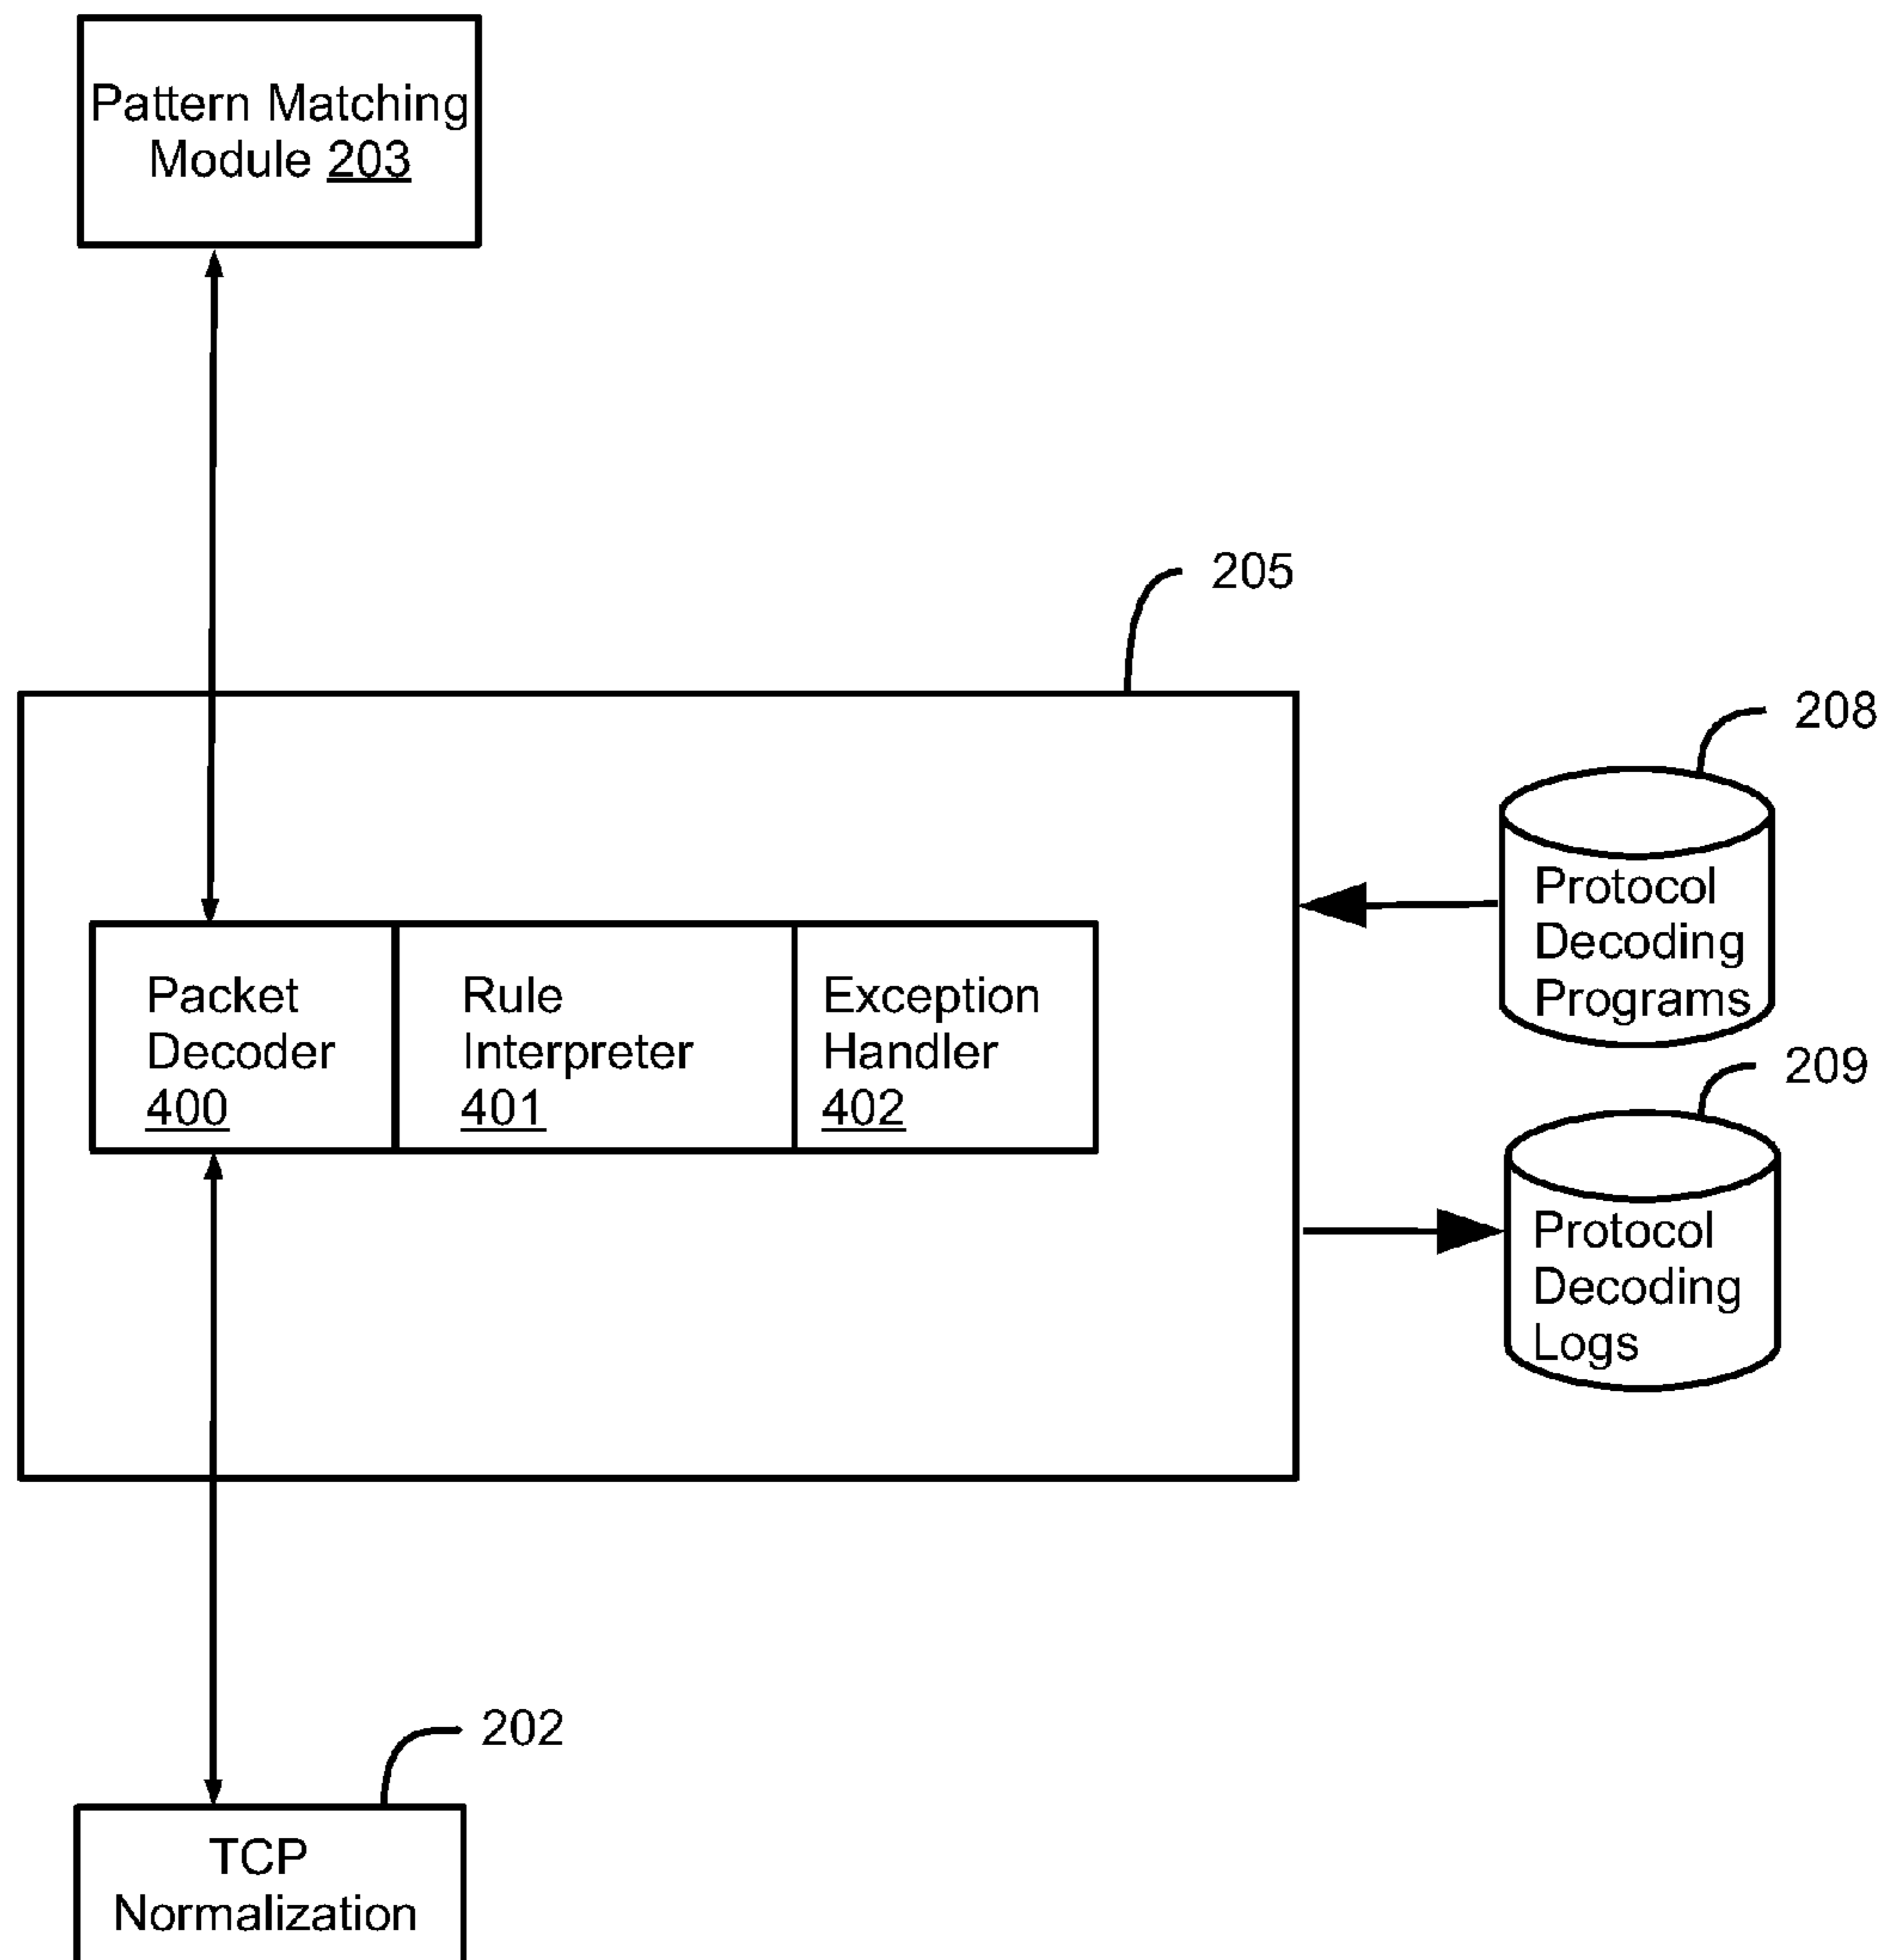 Pattern Matching
Module 203
205
208
Protocol
Decoding
Programs
Packet
Decoder
400
Rule
Interpreter
401
Exception
Handler
402
209
Protocol
Decoding
Logs
202
TCP
Normalization